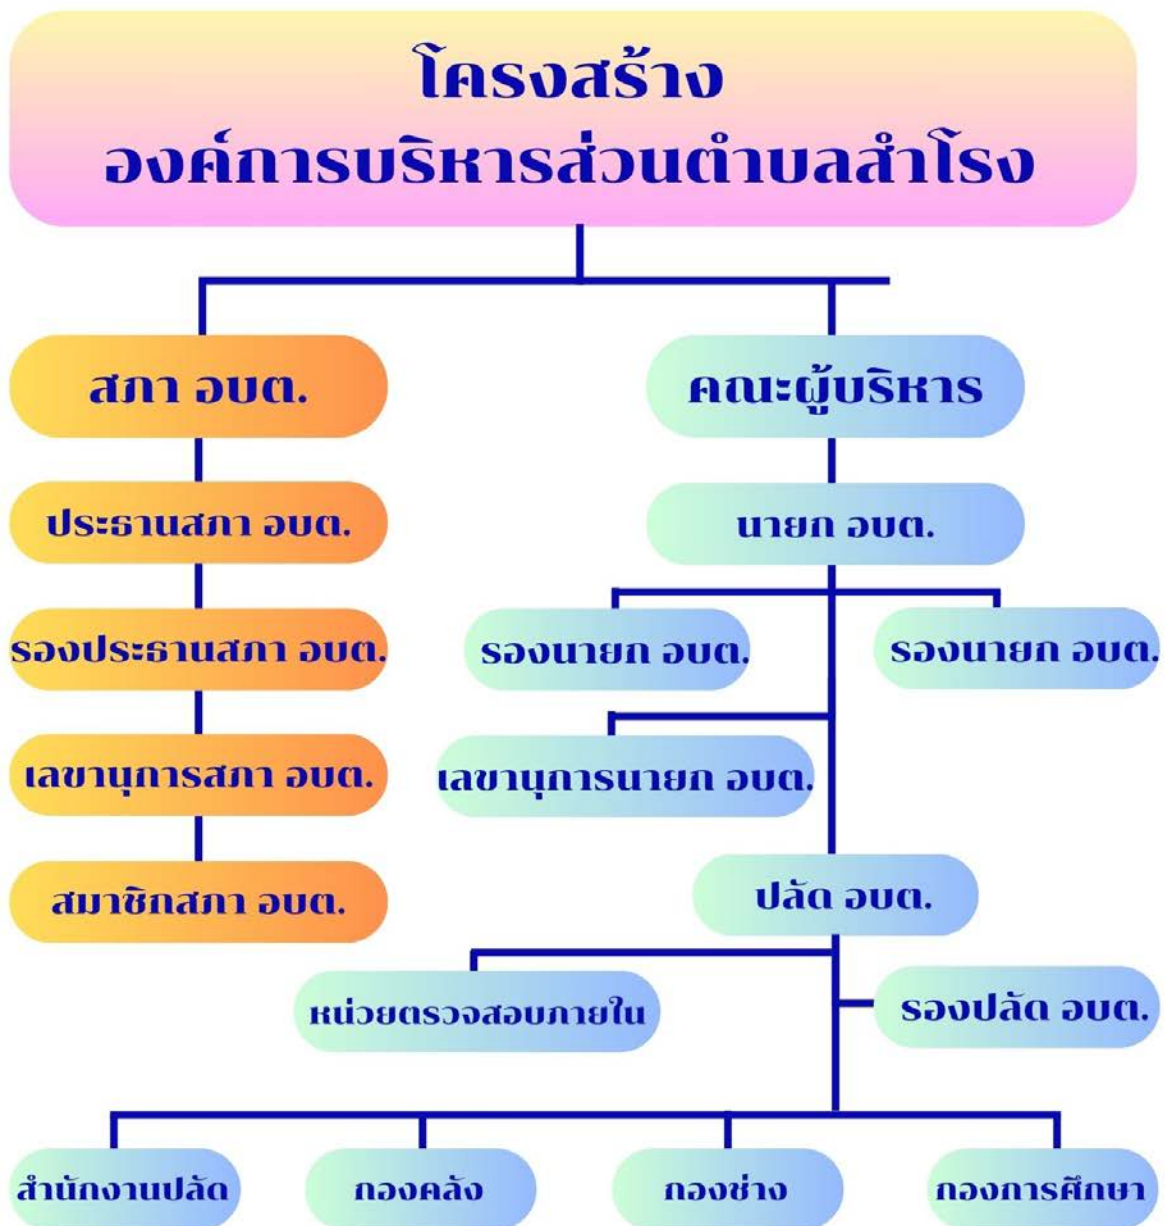 โครงสร้าง
องค์การบริหารส่วนตำบลสำโรง
สภา อบต.
คณะผู้บริหาร
ประธานสภา อบต.
นายก อบต.
รองประธานสภา อบต.
รองนายก อบต.
รองนายก อบต.
เลขานุการสภา อบต.
เลขานุการนายก อบต.
สมาชิกสภา อบต.
ปลัด อบต.
หน่วยตรวจสอบภายใน
รองปลัด อบต.
สำนักงานปลัด
กองคลัง
กองช่าง
กองการศึกษา